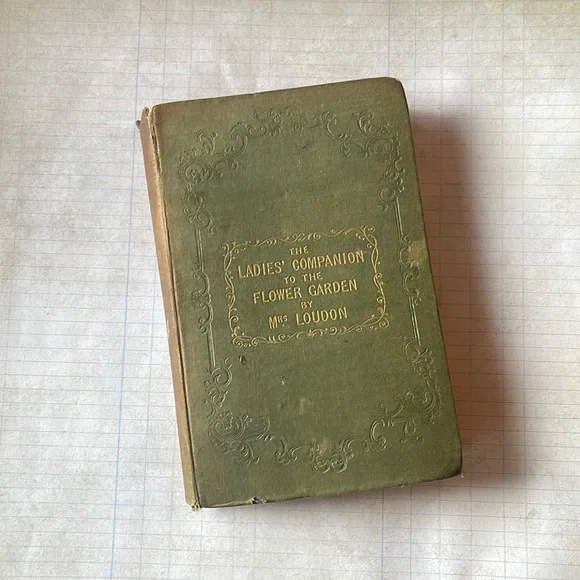 THE
LADIES' COMPANION
TO THE
FLOWER GARDEN
BY
MRS LOUDON